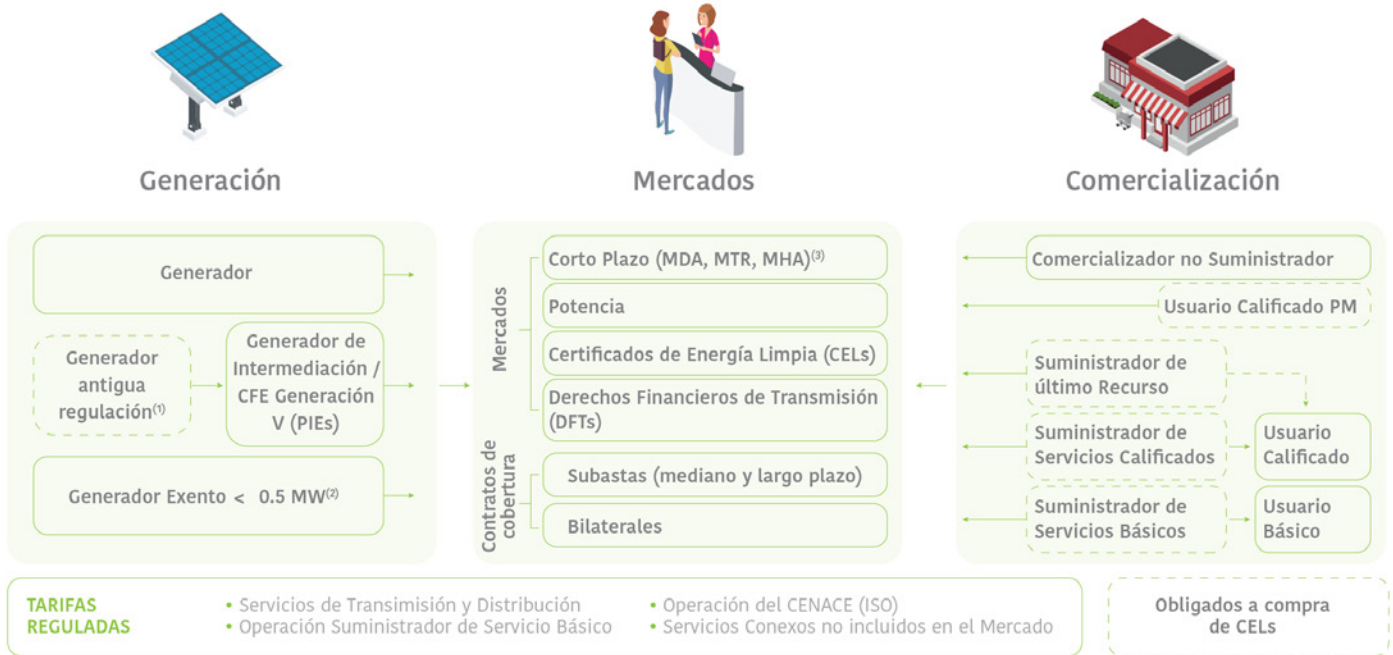 Generación
Mercados
Comercialización
Generador
Generador
antigua
regulación(1)
Generador de
Intermediación /
CFE Generación
V (PIEs)
Generador Exento < 0.5 MW(2)
Mercados
Corto Plazo (MDA, MTR, MHA)(3)
Potencia
Certificados de Energía Limpia (CELs)
Derechos Financieros de Transmisión
(DFTs)
Contratos de
cobertura
Subastas (mediano y largo plazo)
Bilaterales
Comercializador no Suministrador
Usuario Calificado PM
Suministrador de
último Recurso
Suministrador de
Servicios Calificados
Usuario
Calificado
Suministrador de
Servicios Básicos
Usuario
Básico
TARIFAS
REGULADAS
• Servicios de Transimisión y Distribución
• Operación Suministrador de Servicio Básico
• Operación del CENACE (ISO)
• Servicios Conexos no incluidos en el Mercado
Obligados a compra
de CELs